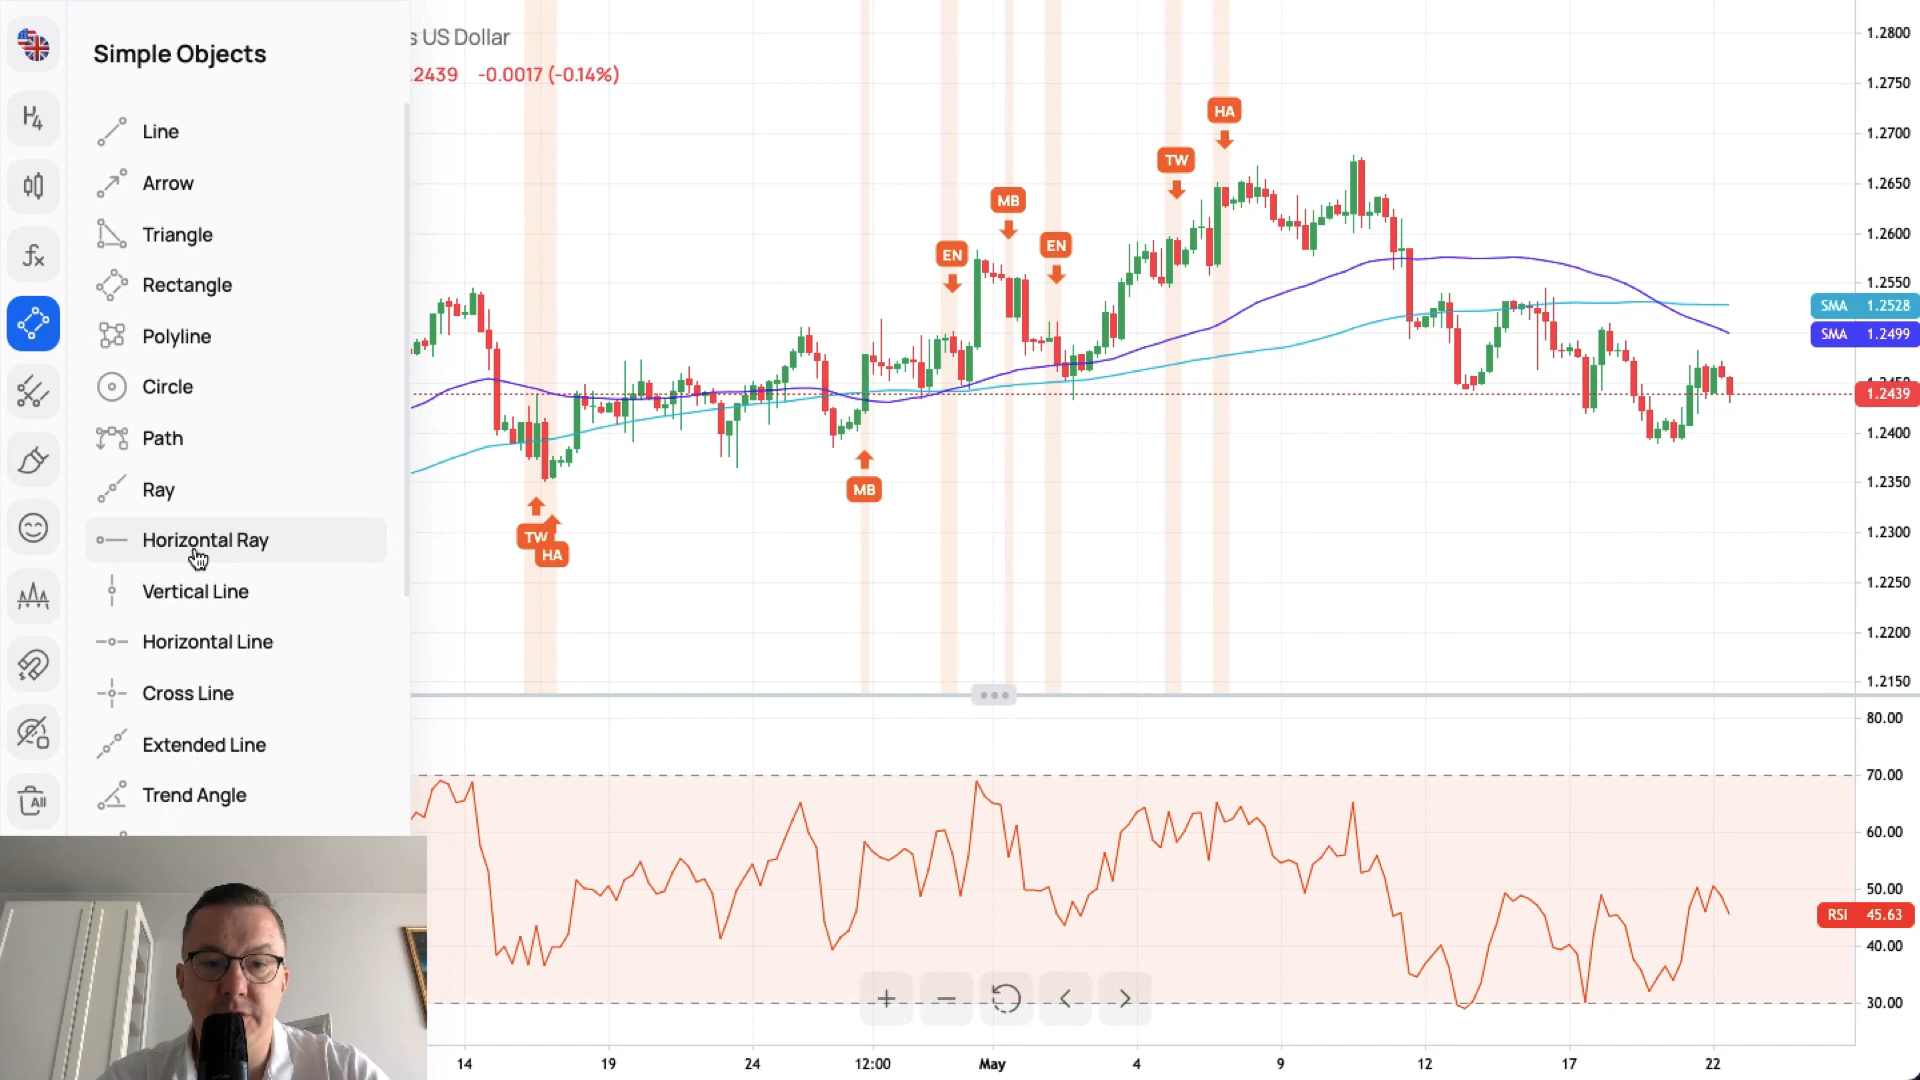 Simple Objects
Line
Arrow
Triangle
Rectangle
Polyline
Circle
Path
Ray
Horizontal Ray
Vertical Line
Horizontal Line
Cross Line
Extended Line
Trend Angle
H4
fx
All
s US Dollar
.2439 -0.0017 (-0.14%)
HA
TW
MB
EN
EN
MB
TW
HA
1.2800
1.2750
1.2700
1.2650
1.2600
1.2550
SMA 1.2528
SMA 1.2499
1.2439
1.2400
1.2350
1.2300
1.2250
1.2200
1.2150
80.00
70.00
60.00
50.00
RSI 45.63
40.00
30.00
14 19 24 12:00 May 4 9 12 17 22